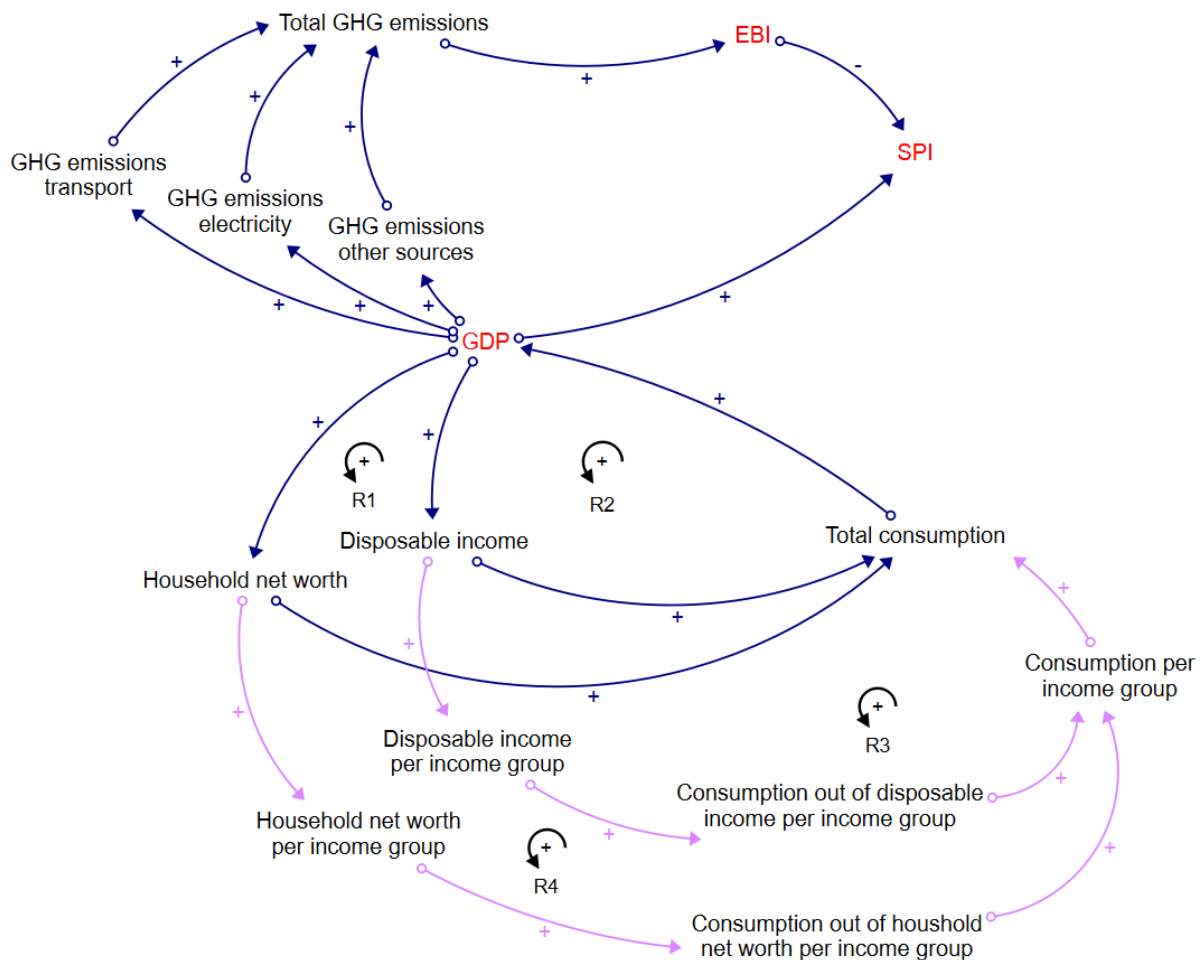 Total GHG emissions
EBI
+
+
-
+
+
SPI
GHG emissions
transport
GHG emissions
electricity
GHG emissions
other sources
+
+
+
+
GDP
+
+
+
+
R1
+
R2
Disposable income
Total consumption
Household net worth
+
+
+
Consumption per
income group
+
+
+
R3
Disposable income
per income group
Consumption out of disposable
income per income group
+
Household net worth
per income group
+
+
R4
+
Consumption out of houshold
net worth per income group
+